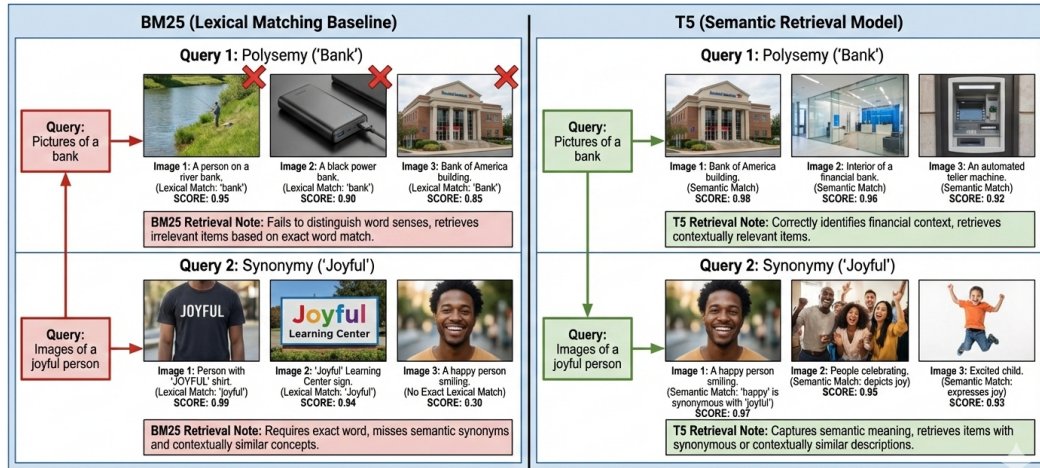 BM25 (Lexical Matching Baseline)
Query 1: Polysemy (‘Bank’)
Query:
Pictures of a
bank
Image 1: A person on a
river bank.
(Lexical Match: ‘bank’)
SCORE: 0.95
Image 2: A black power
bank.
(Lexical Match: ‘bank’)
SCORE: 0.90
Image 3: Bank of America
building.
(Lexical Match: ‘Bank’)
SCORE: 0.85
BM25 Retrieval Note: Fails to distinguish word senses, retrieves
irrelevant items based on exact word match.
Query 2: Synonymy (‘Joyful’)
Query:
Images of a
joyful person
JOYFUL
Joyful
Learning Center
Image 1: Person with
‘JOYFUL’ shirt.
(Lexical Match: ‘joyful’)
SCORE: 0.99
Image 2: ‘Joyful’ Learning
Center sign.
(Lexical Match: ‘Joyful’)
SCORE: 0.94
Image 3: A happy person
smiling.
(No Exact Lexical Match)
SCORE: 0.30
BM25 Retrieval Note: Requires exact word, misses semantic synonyms
and contextually similar concepts.
T5 (Semantic Retrieval Model)
Query 1: Polysemy (‘Bank’)
Query:
Pictures of a
bank
Image 1: Bank of America
building.
(Semantic Match)
SCORE: 0.98
Image 2: Interior of a
financial bank.
(Semantic Match)
SCORE: 0.96
Image 3: An automated
teller machine.
(Semantic Match)
SCORE: 0.92
T5 Retrieval Note: Correctly identifies financial context, retrieves
contextually relevant items.
Query 2: Synonymy (‘Joyful’)
Query:
Images of a
joyful person
Image 1: A happy person
smiling.
(Semantic Match: ‘happy’ is
synonymous with ‘joyful’)
SCORE: 0.97
Image 2: People celebrating.
(Semantic Match: depicts joy)
SCORE: 0.95
Image 3: Excited child.
(Semantic Match:
expresses joy)
SCORE: 0.93
T5 Retrieval Note: Captures semantic meaning, retrieves items with
synonymous or contextually similar descriptions.